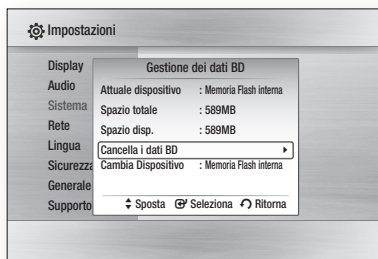 Impostazioni
Display
Audio
Sistema
Rete
Lingua
Sicurezza
Generale
Supporto
Gestione dei dati BD
Attuale dispositivo : Memoria Flash interna
Spazio totale : 589MB
Spazio disp. : 589MB
Cancella i dati BD
Cambia Dispositivo : Memoria Flash interna
Sposta Seleziona Ritorna